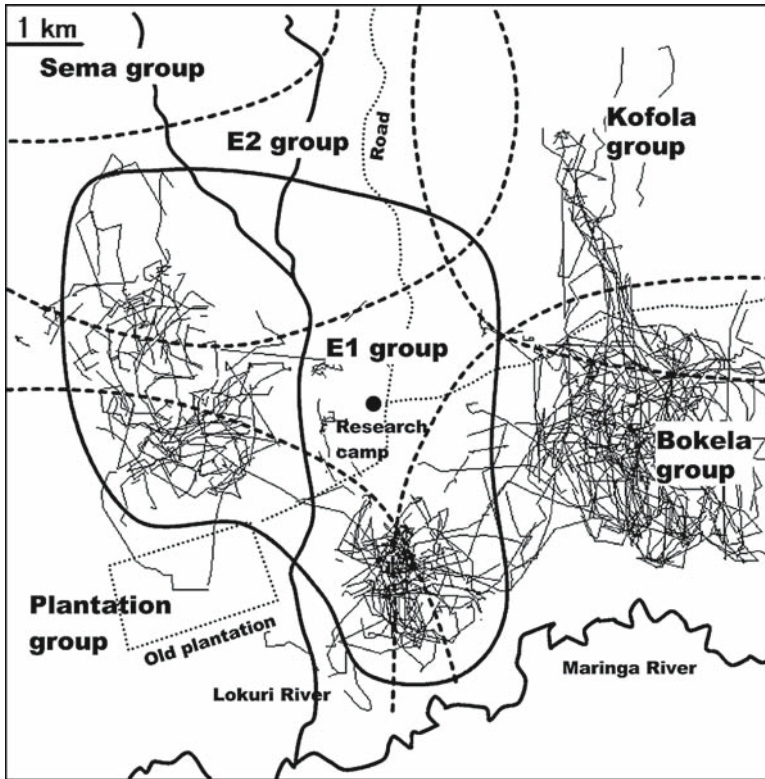 1 km
Sema group
E2 group
Road
Kofola
group
E1 group
Research
camp
Bokela
group
Plantation
group
Old plantation
Lokuri River
Maringa River